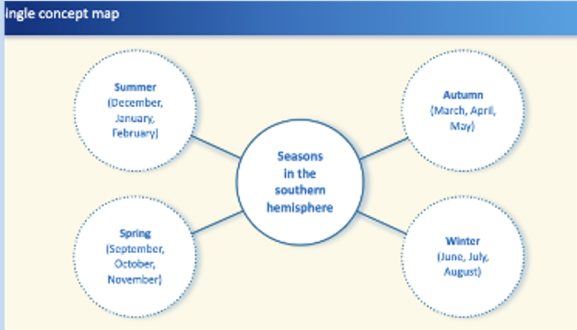 ingle concept map
Summer
(December,
January,
February)
Autumn
(March, April,
May)
Seasons
in the
southern
hemisphere
Spring
(September,
October,
November)
Winter
(June, July,
August)